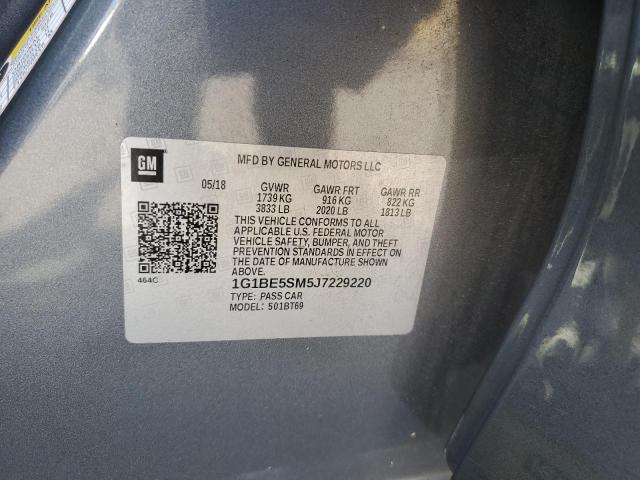 GM
MFD BY GENERAL MOTORS LLC
05/18 GVWR GAWR FRT GAWR RR
1739 KG 916 KG 822 KG
3833 LB 2020 LB 1813 LB
THIS VEHICLE CONFORMS TO ALL
APPLICABLE U.S. FEDERAL MOTOR
VEHICLE SAFETY, BUMPER, AND THEFT
PREVENTION STANDARDS IN EFFECT ON
THE DATE OF MANUFACTURE SHOWN
ABOVE.
464C
1G1BE5SM5J7229220
TYPE: PASS CAR
MODEL: 501BT69